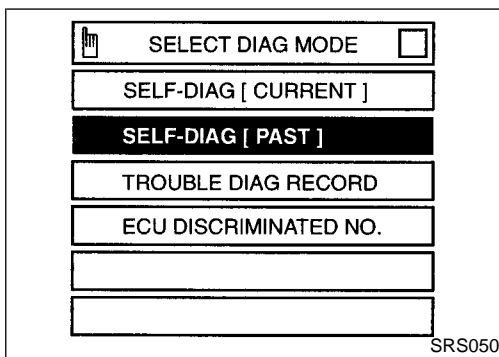 SELECT DIAG MODE
SELF-DIAG [ CURRENT ]
SELF-DIAG [ PAST ]
TROUBLE DIAG RECORD
ECU DISCRIMINATED NO.
SRS050